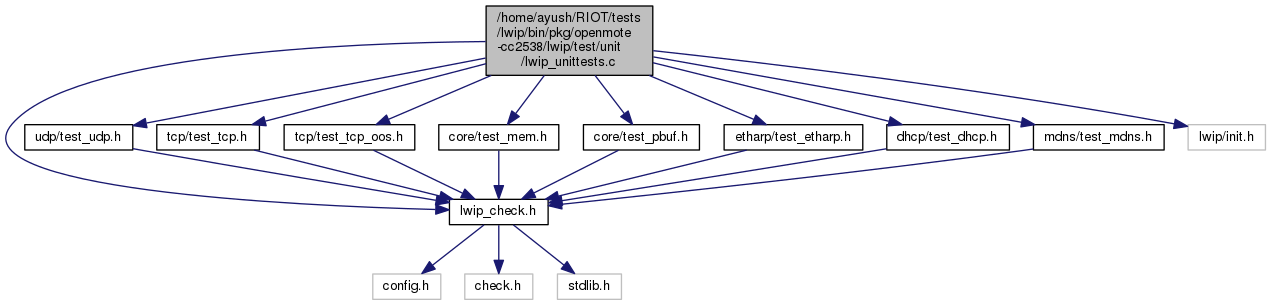 /home/ayush/RIOT/tests
/lwip/bin/pkg/openmote
-cc2538/lwip/test/unit
/lwip_unittests.c
udp/test_udp.h
tcp/test_tcp.h
tcp/test_tcp_oos.h
core/test_mem.h
core/test_pbuf.h
etharp/test_etharp.h
dhcp/test_dhcp.h
mdns/test_mdns.h
lwip/init.h
lwip_check.h
config.h
check.h
stdlib.h